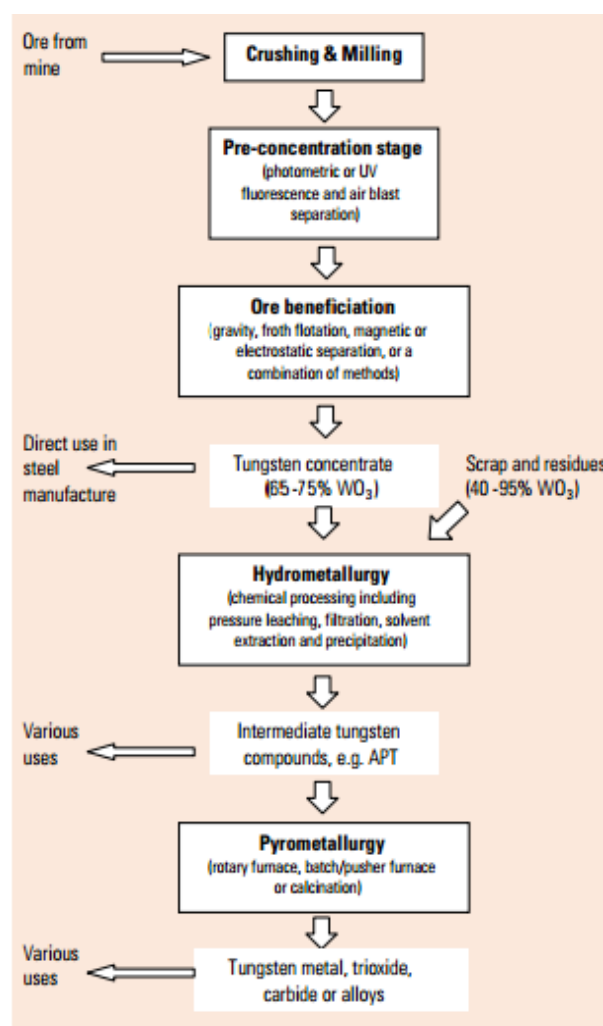 Ore from
mine
Crushing & Milling
Pre-concentration stage
(photometric or UV
fluorescence and air blast
separation)
Ore beneficiation
(gravity, froth flotation, magnetic or
electrostatic separation, or a
combination of methods)
Direct use in
steel
manufacture
Tungsten concentrate
(65-75% WO₃)
Scrap and residues
(40-95% WO₃)
Hydrometallurgy
(chemical processing including
pressure leaching, filtration, solvent
extraction and precipitation)
Various
uses
Intermediate tungsten
compounds, e.g. APT
Pyrometallurgy
(rotary furnace, batch/pusher furnace
or calcination)
Various
uses
Tungsten metal, trioxide,
carbide or alloys